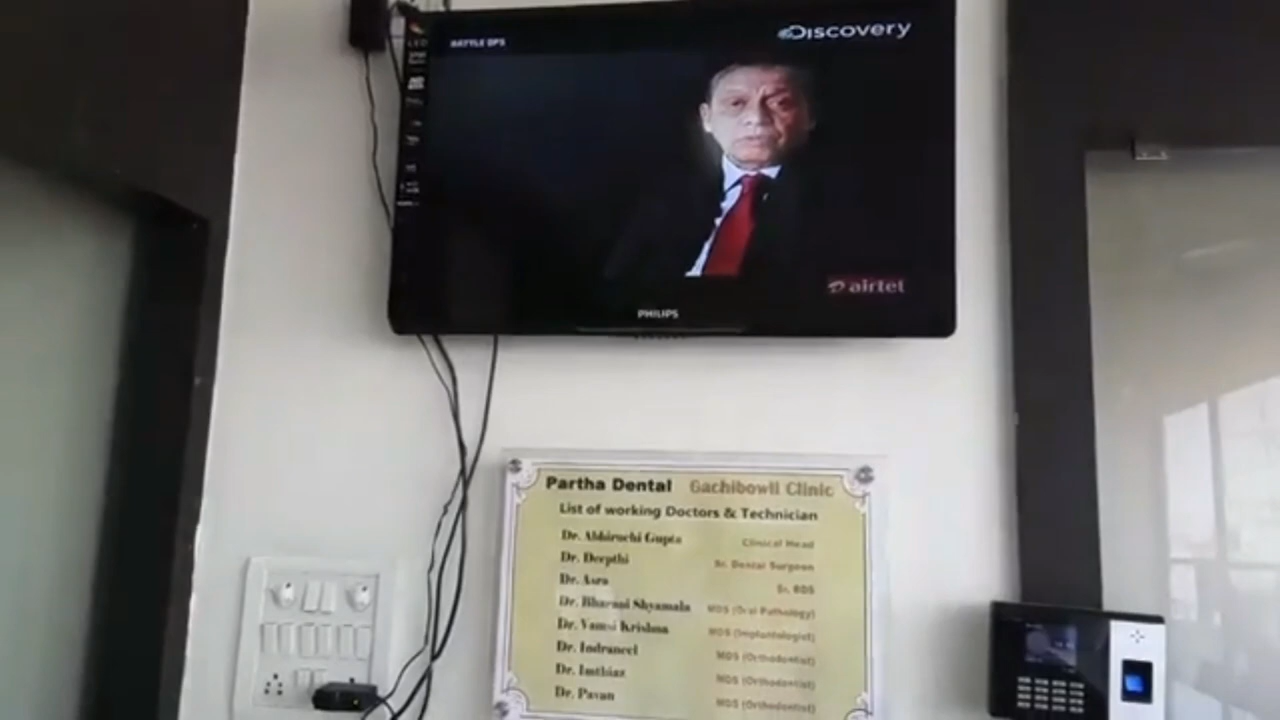 BATTLE OPS
Discovery
LED
airtel
PHILIPS
Partha Dental Gachibowli Clinic
List of working Doctors & Technician
Dr. Abhiruchi Gupta Clinical Head
Dr. Deepthi Sr. Dental Surgeon
Dr. Asra Sr. BDS
Dr. Bharani Shyamala MDS (Oral Pathology)
Dr. Vamsi Krishna MDS (Implantologist)
Dr. Indraneel MDS (Orthodontist)
Dr. Imthiaz MDS (Orthodontist)
Dr. Pavan MDS (Orthodontist)